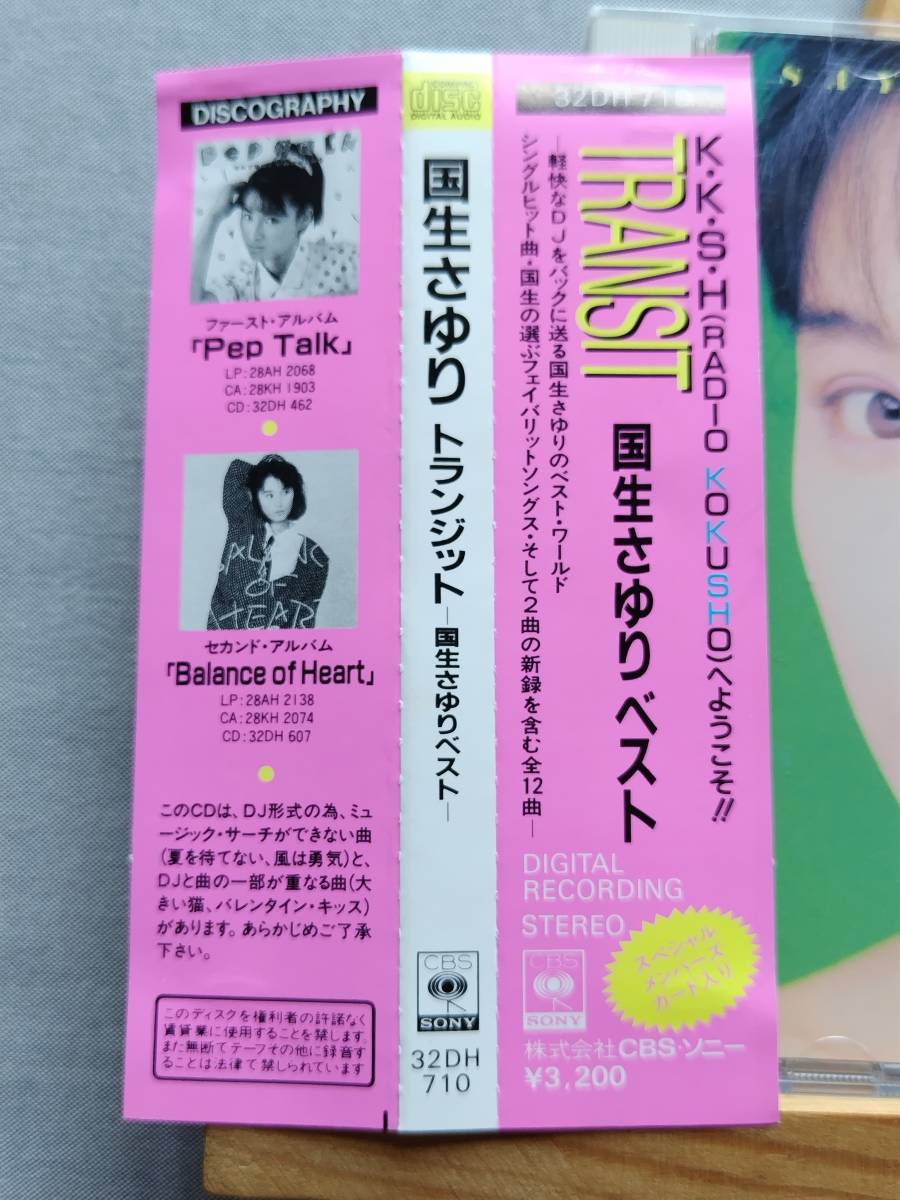 DISCOGRAPHY
Pep Talk
ファースト・アルバム
「Pep Talk」
LP:28AH 2068
CA:28KH 1903
CD:32DH 462
BALANCE
OF
HEART
セカンド・アルバム
「Balance of Heart」
LP:28AH 2138
CA:28KH 2074
CD:32DH 607
このCDは、DJ形式の為、ミュ
ージック・サーチができない曲
(夏を待てない、風は勇気)と、
DJと曲の一部が重なる曲(大
きい猫、バレンタイン・キッス)
があります。あらかじめご了承
下さい。
このディスクを権利者の許諾なく
賃貸業に使用することを禁じます。
また無断でテープその他に録音す
ることは法律で禁じられています
COMPACT
disc
DIGITAL AUDIO
国生さゆり トランジット―国生さゆりベスト―
CBS
SONY
32DH
710
32DH 710
K・K・S・H(RADIO KOKUSHO)へようこそ!!
TRANSIT 国生さゆりベスト
―軽快なDJをバックに送る国生さゆりのベスト・ワールド
シングルヒット曲・国生の選ぶフェイバリットソングス・そして2曲の新録を含む全12曲―
DIGITAL
RECORDING
STEREO
スペシャル
メンバーズ
カード入り
CBS
SONY
株式会社CBS・ソニー
¥3,200